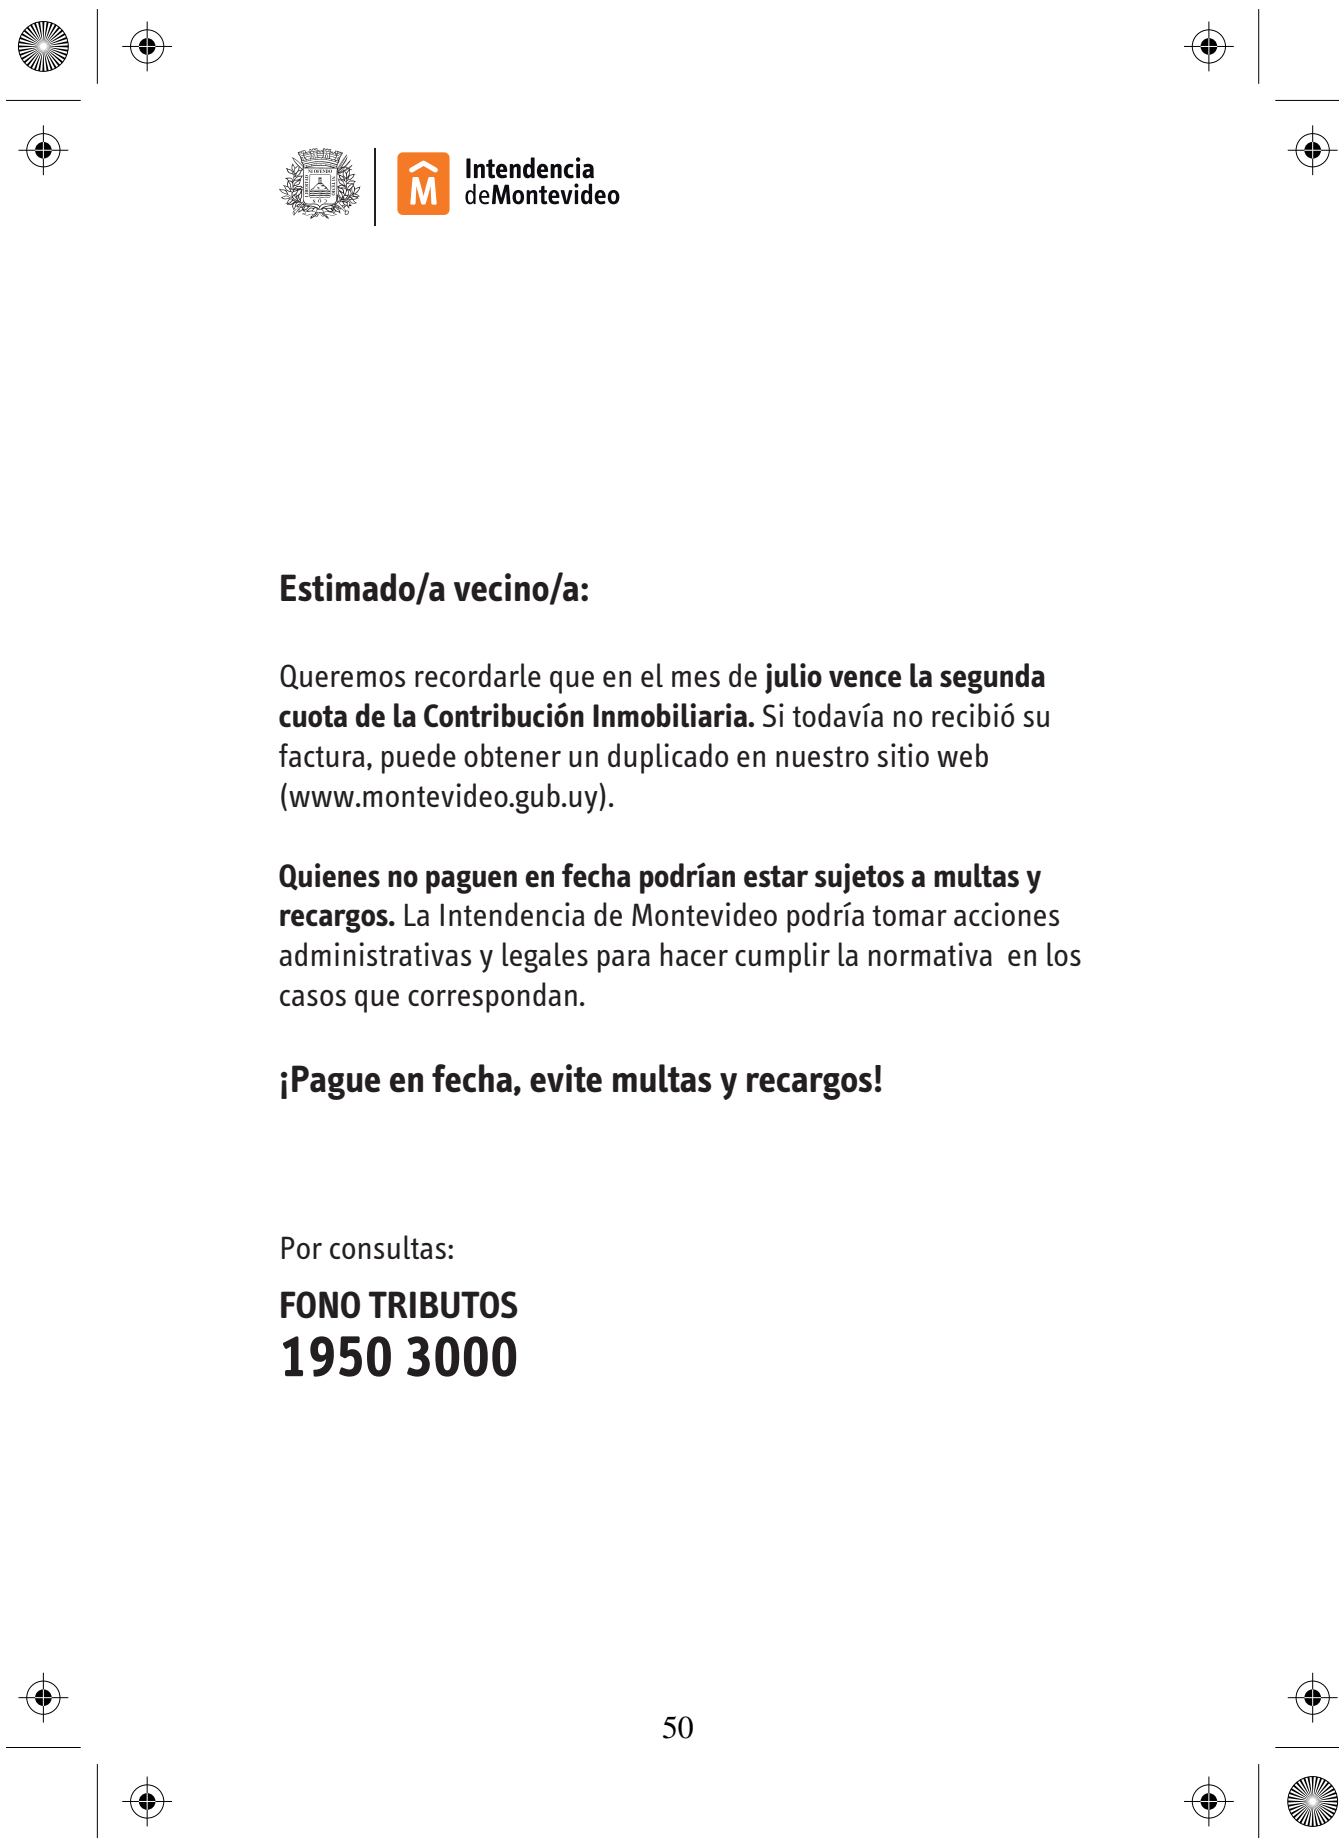 Intendencia
deMontevideo
Estimado/a vecino/a:
Queremos recordarle que en el mes de julio vence la segunda
cuota de la Contribución Inmobiliaria. Si todavía no recibió su
factura, puede obtener un duplicado en nuestro sitio web
(www.montevideo.gub.uy).
Quienes no paguen en fecha podrían estar sujetos a multas y
recargos. La Intendencia de Montevideo podría tomar acciones
administrativas y legales para hacer cumplir la normativa  en los
casos que correspondan.
¡Pague en fecha, evite multas y recargos!
Por consultas:
FONO TRIBUTOS
1950 3000
50